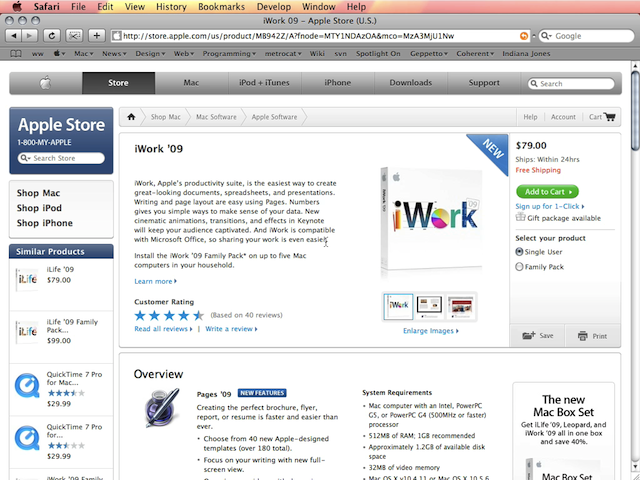 Safari File Edit View History Bookmarks Develop Window Help
iWork 09 – Apple Store (U.S.)
http://store.apple.com/us/product/MB942Z/A?fnode=MTY1NDAzOA&mco=MzA3MjU1Nw
Google
Mac News Design Web Programming metrocat Wiki svn Spotlight On Geppetto Coherent Indiana Jones
Store Mac iPod + iTunes iPhone Downloads Support Search
Apple Store
1-800-MY-APPLE
Search Store
Shop Mac
Shop iPod
Shop iPhone
Similar Products
iLife '09
$79.00
iLife '09 Family
Pack...
$99.00
QuickTime 7 Pro
for Mac...
$29.99
QuickTime 7 Pro
for...
$29.99
iWork '09 Family
Shop Mac Mac Software Apple Software Help Account Cart
iWork '09
iWork, Apple's productivity suite, is the easiest way to create
great-looking documents, spreadsheets, and presentations.
Writing and page layout are easy using Pages. Numbers
gives you simple ways to make sense of your data. New
cinematic animations, transitions, and effects in Keynote
will keep your audience captivated. And iWork is compatible
with Microsoft Office, so sharing your work is even easier.
Install the iWork '09 Family Pack* on up to five Mac
computers in your household.
Learn more
Customer Rating
(Based on 40 reviews)
Read all reviews | Write a review
NEW
iWork '09
iWork
Enlarge Images
$79.00
Ships: Within 24hrs
Free Shipping
Add to Cart
Sign up for 1-Click
Gift package available
Select your product
Single User
Family Pack
Save
Print
Overview
Pages '09 NEW FEATURES
Creating the perfect brochure, flyer,
report, or resume is faster and easier than
ever.
Choose from 40 new Apple-designed
templates (over 180 total).
Focus on your writing with new full-
screen view.
System Requirements
Mac computer with an Intel, PowerPC
G5, or PowerPC G4 (500MHz or faster)
processor
512MB of RAM; 1GB recommended
Approximately 1.2GB of available disk
space
32MB of video memory
Mac OS X v10.4.11 or Mac OS X 10.5.6
The new
Mac Box Set
Get iLife '09, Leopard, and
iWork '09 all in one box
and save 40%.
Mac Box Set